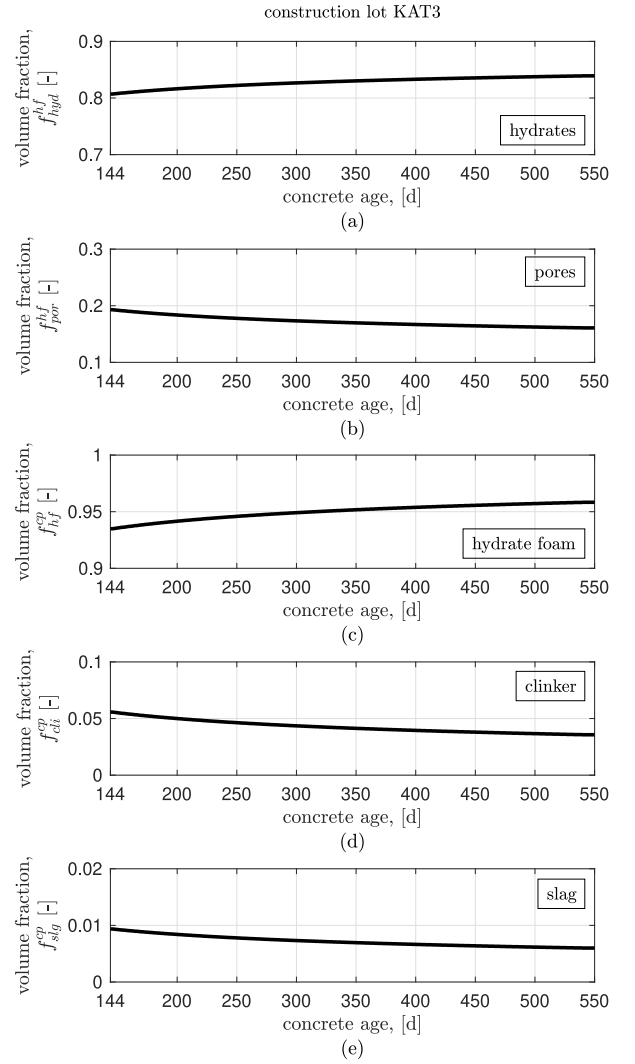 construction lot KAT3
volume fraction,
f^{hf}_{hyd} [-]
0.9
0.8
0.7
hydrates
144 200 250 300 350 400 450 500 550
concrete age, [d]
(a)
volume fraction,
f^{hf}_{por} [-]
0.3
0.2
0.1
pores
144 200 250 300 350 400 450 500 550
concrete age, [d]
(b)
volume fraction,
f^{cp}_{hf} [-]
1
0.95
0.9
hydrate foam
144 200 250 300 350 400 450 500 550
concrete age, [d]
(c)
volume fraction,
f^{cp}_{cli} [-]
0.1
0.05
0
clinker
144 200 250 300 350 400 450 500 550
concrete age, [d]
(d)
volume fraction,
f^{cp}_{slg} [-]
0.02
0.01
0
slag
144 200 250 300 350 400 450 500 550
concrete age, [d]
(e)